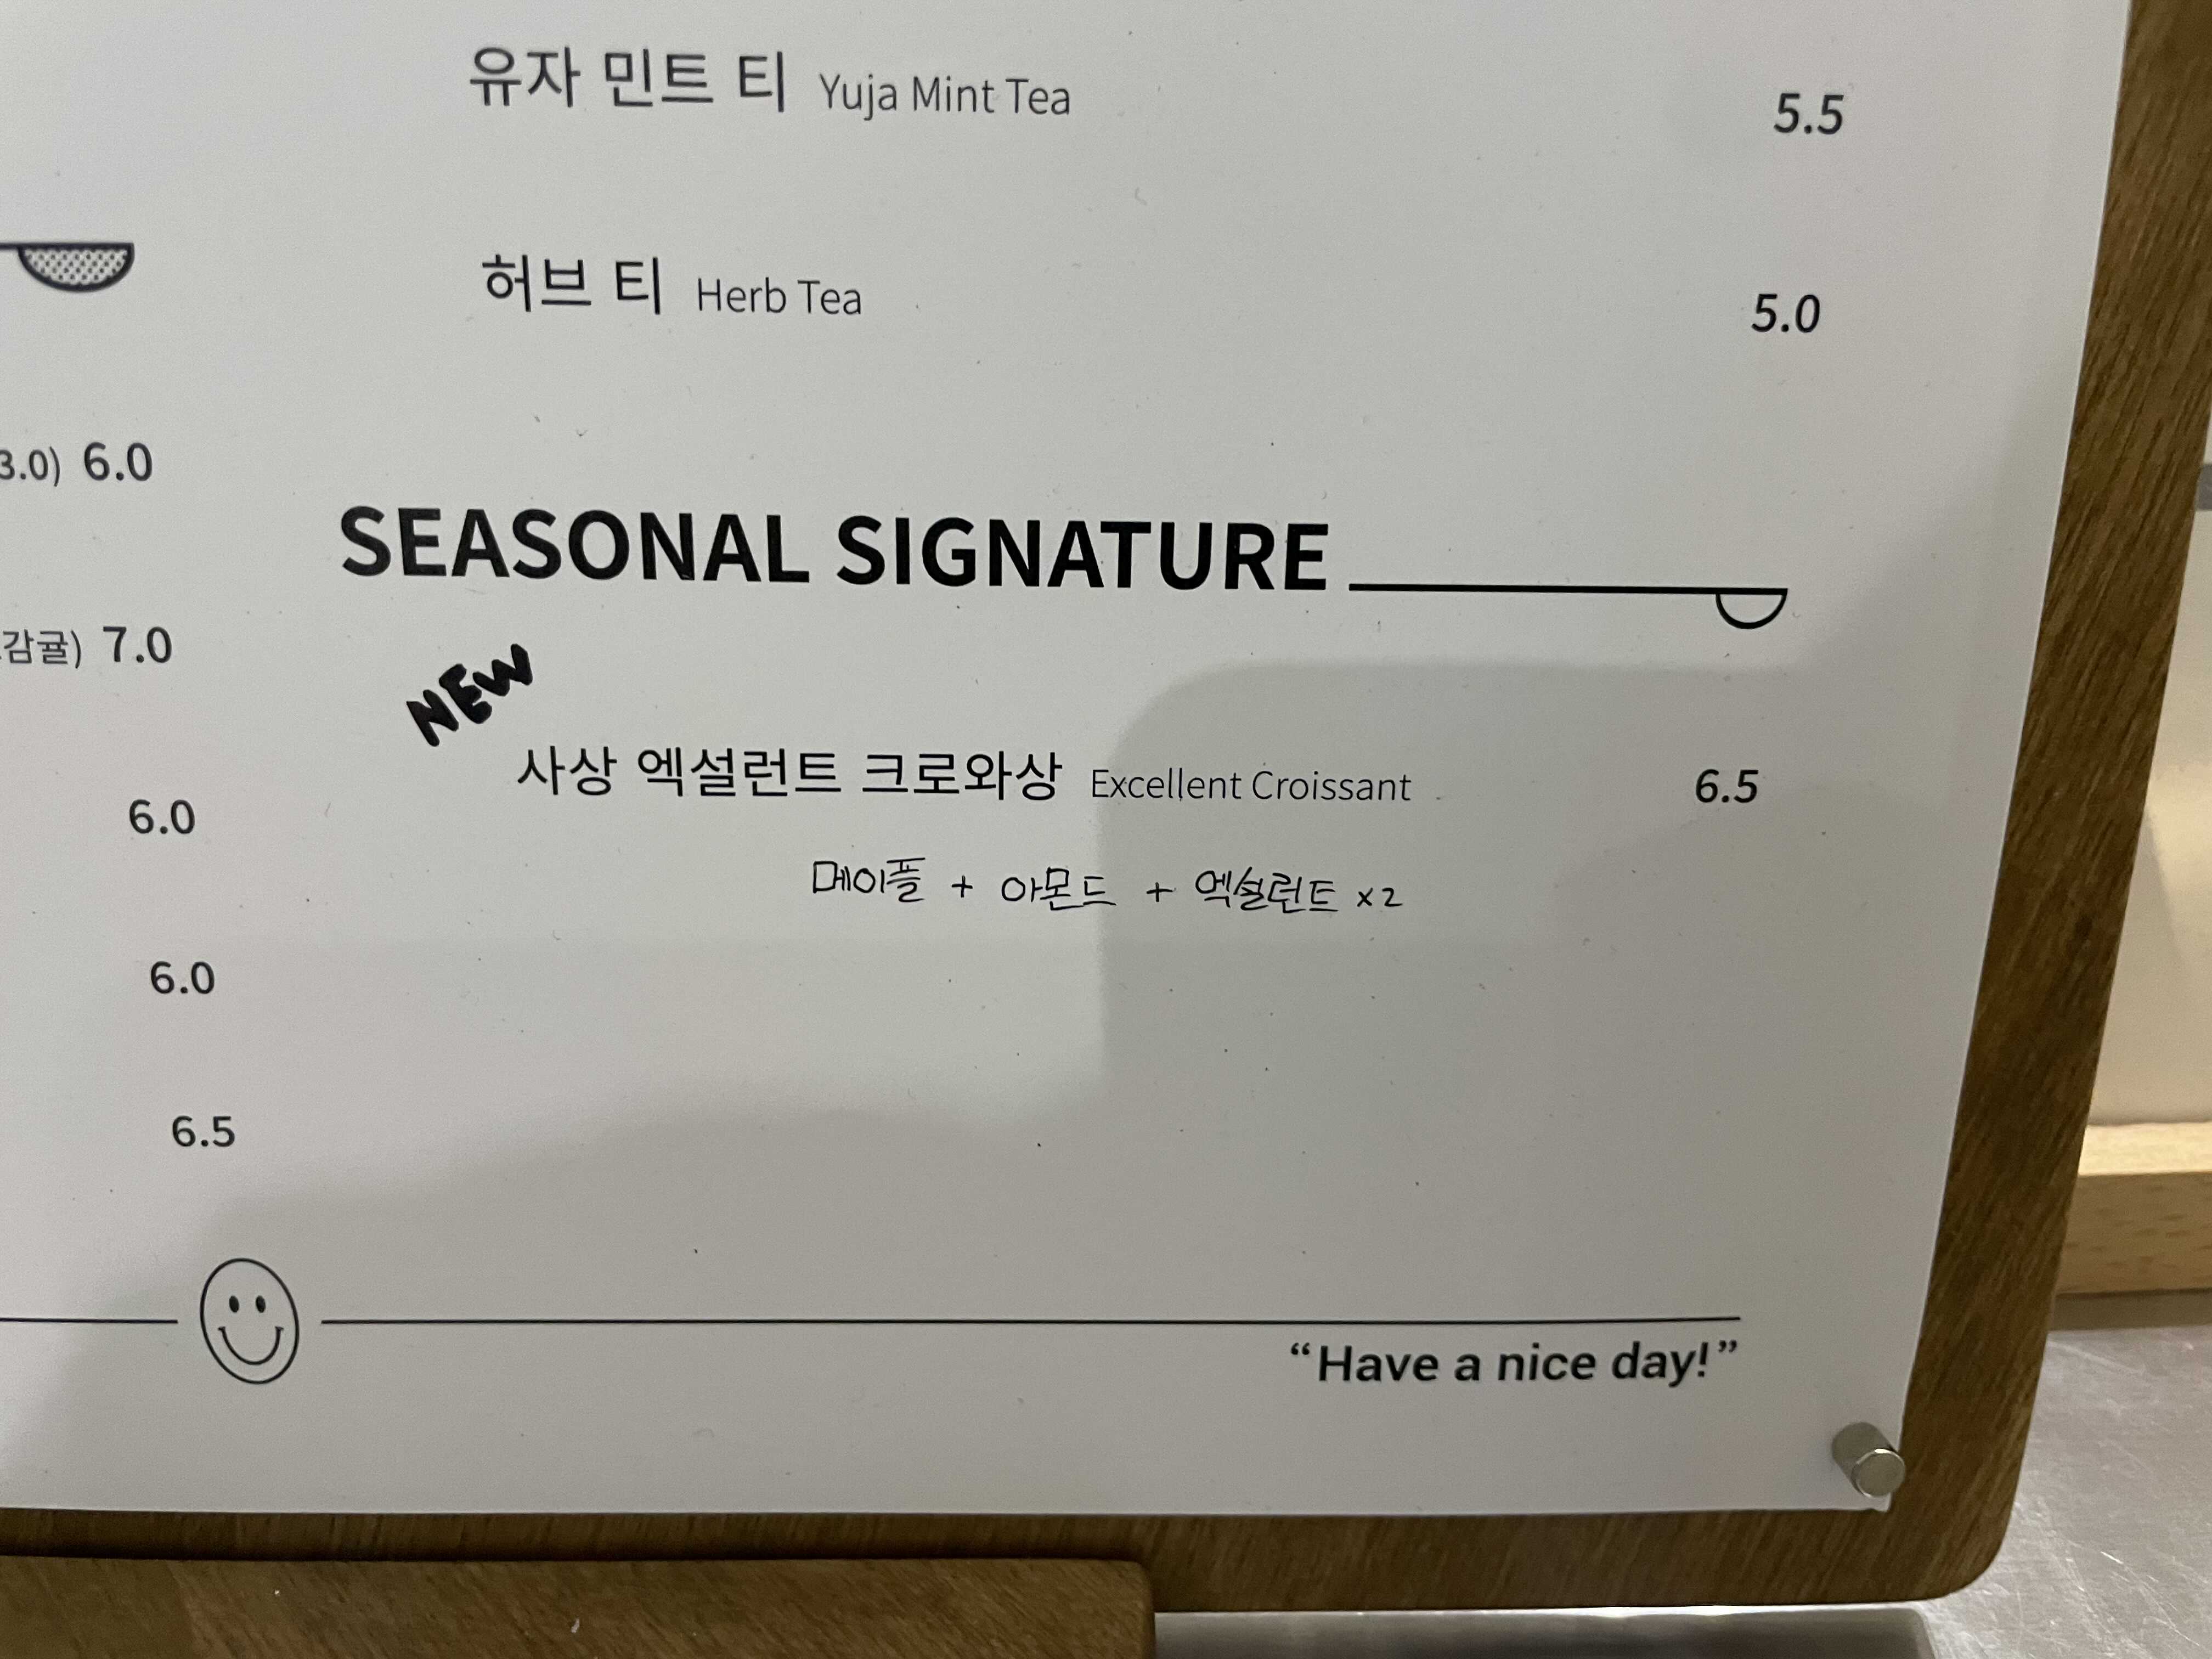 유자 민트 티 Yuja Mint Tea 5.5
허브 티 Herb Tea 5.0
3.0) 6.0
SEASONAL SIGNATURE
감귤) 7.0
NEW
사상 엑설런트 크로와상 Excellent Croissant 6.5
6.0
메이플 + 아몬드 + 엑설런트 x2
6.0
6.5
“Have a nice day!”